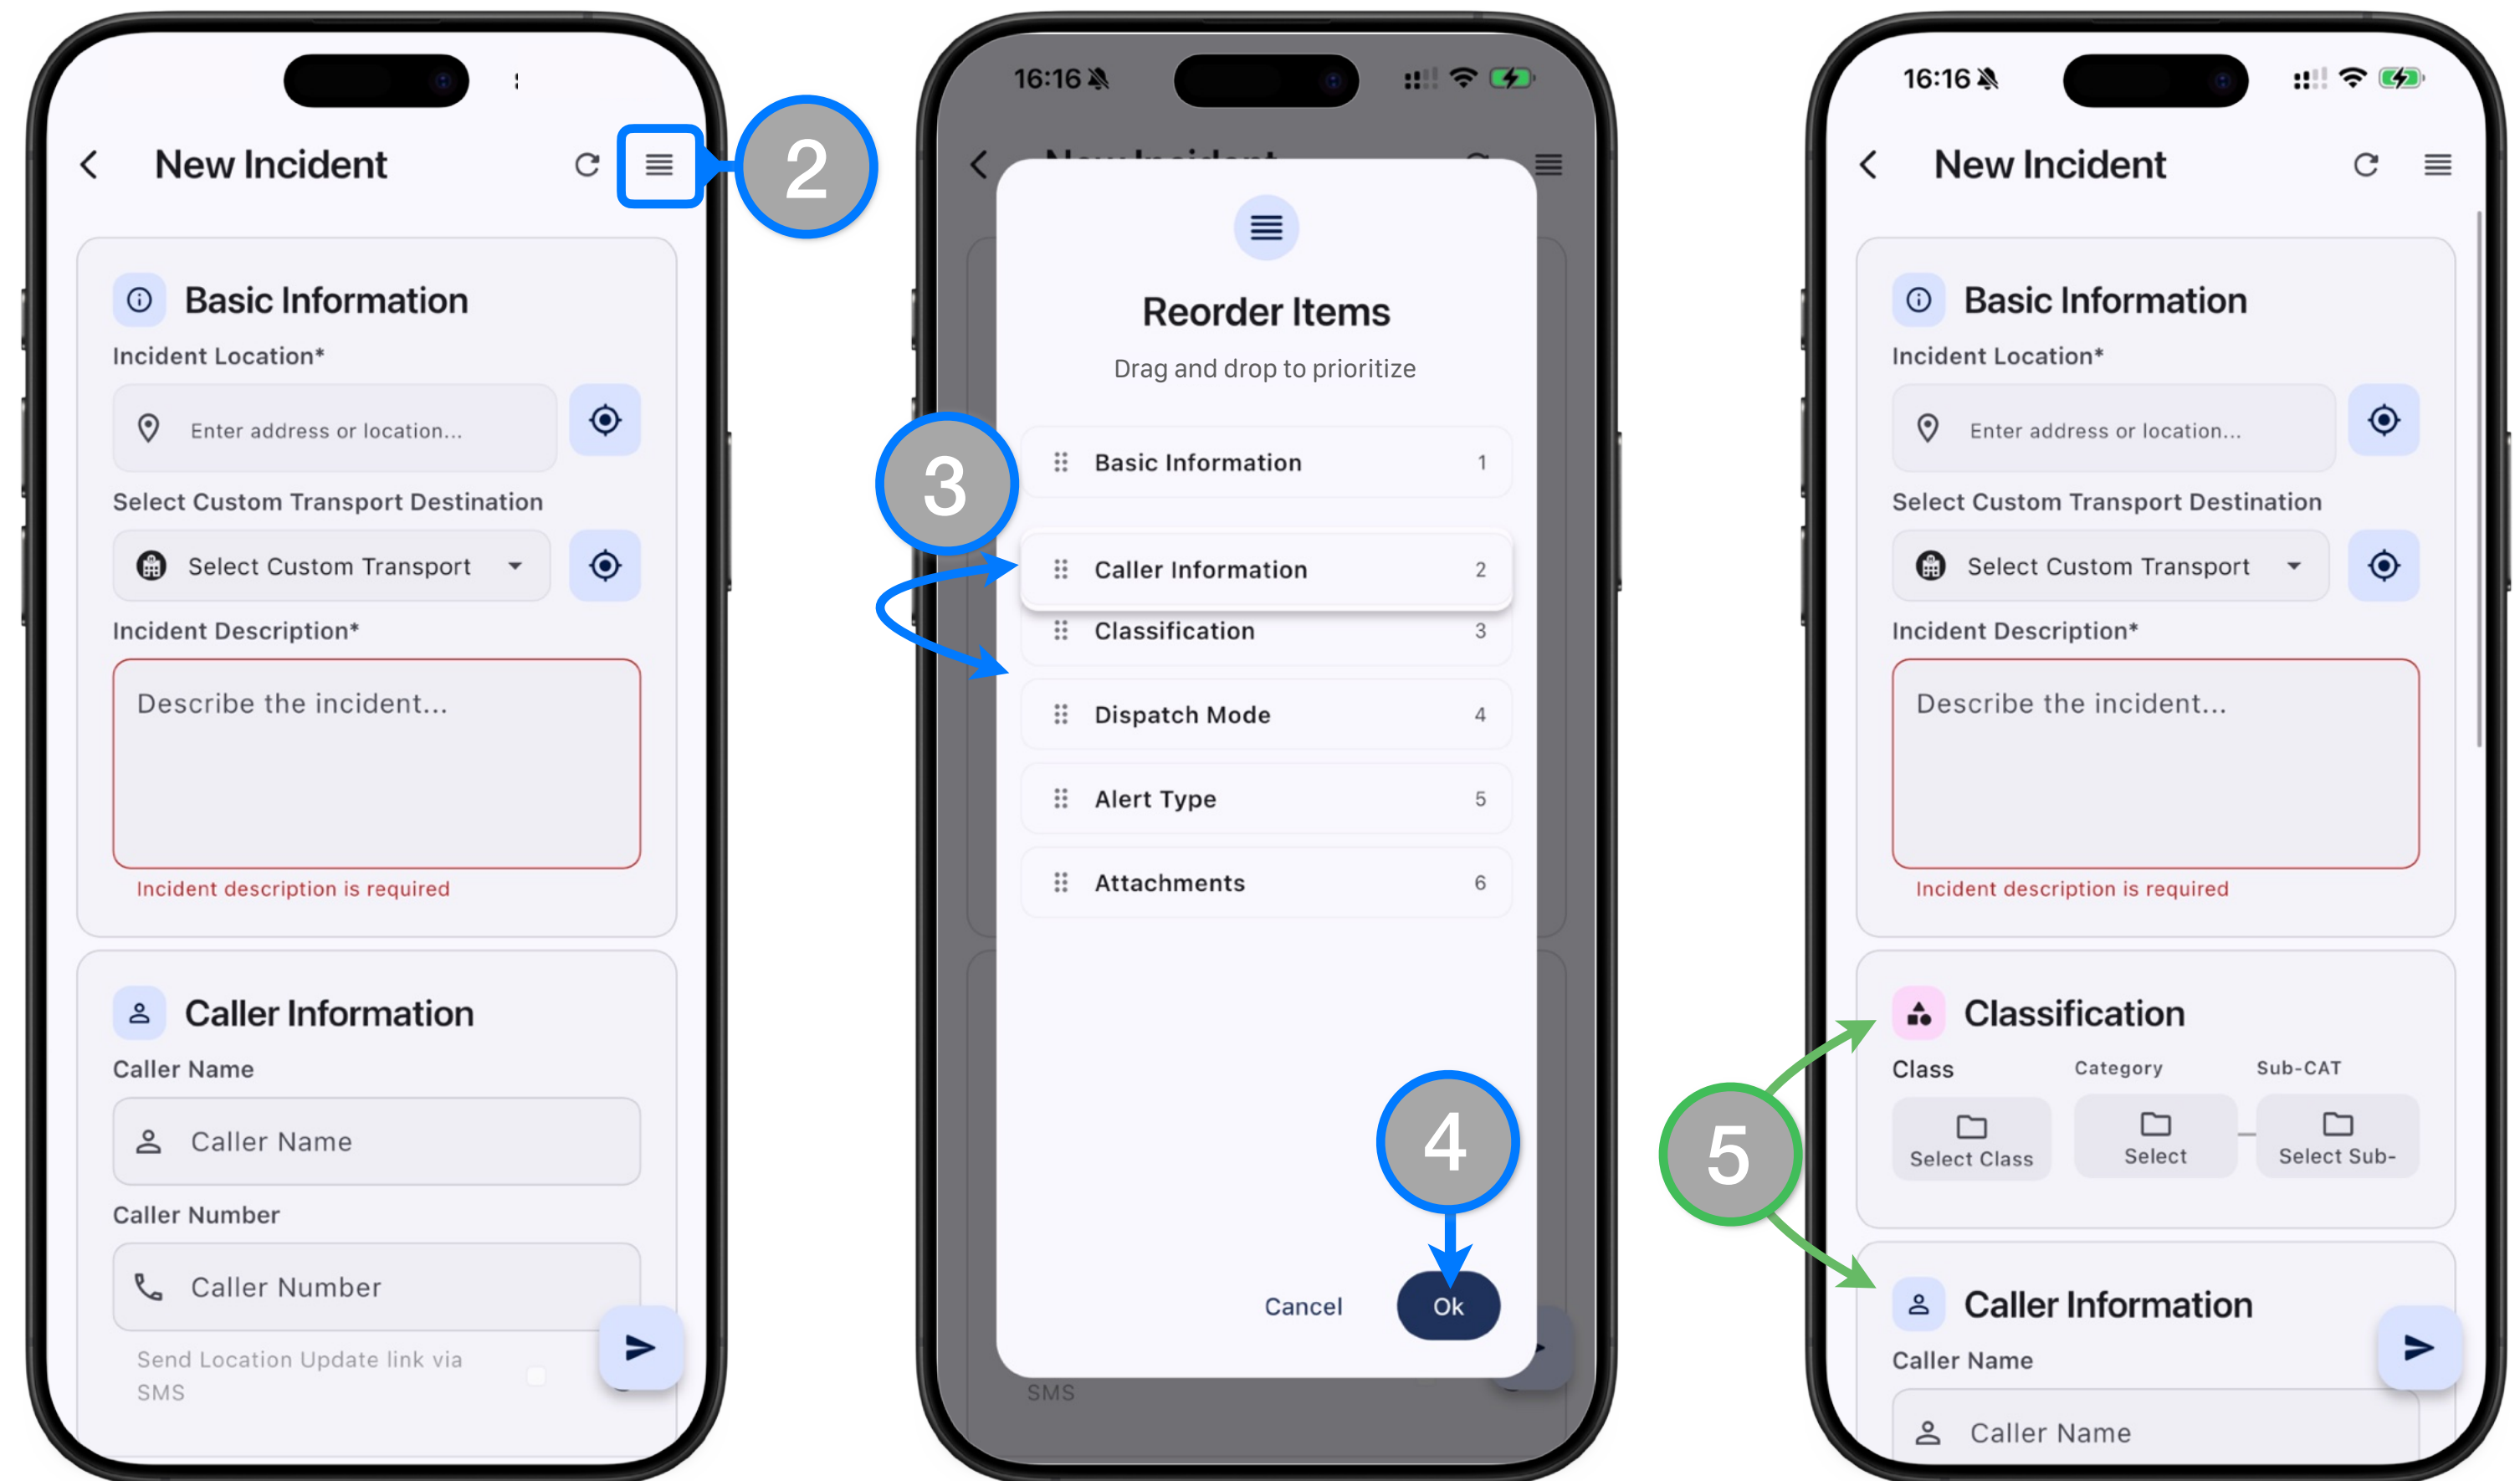 New Incident
2
Basic Information
Incident Location*
Enter address or location...
Select Custom Transport Destination
Select Custom Transport
Incident Description*
Describe the incident...
Incident description is required
Caller Information
Caller Name
Caller Name
Caller Number
Caller Number
Send Location Update link via
SMS
16:16
Reorder Items
Drag and drop to prioritize
3
Basic Information 1
Caller Information 2
Classification 3
Dispatch Mode 4
Alert Type 5
Attachments 6
4
Cancel Ok
SMS
16:16
New Incident
Basic Information
Incident Location*
Enter address or location...
Select Custom Transport Destination
Select Custom Transport
Incident Description*
Describe the incident...
Incident description is required
5
Classification
Class Category Sub-CAT
Select Class Select Select Sub-
Caller Information
Caller Name
Caller Name